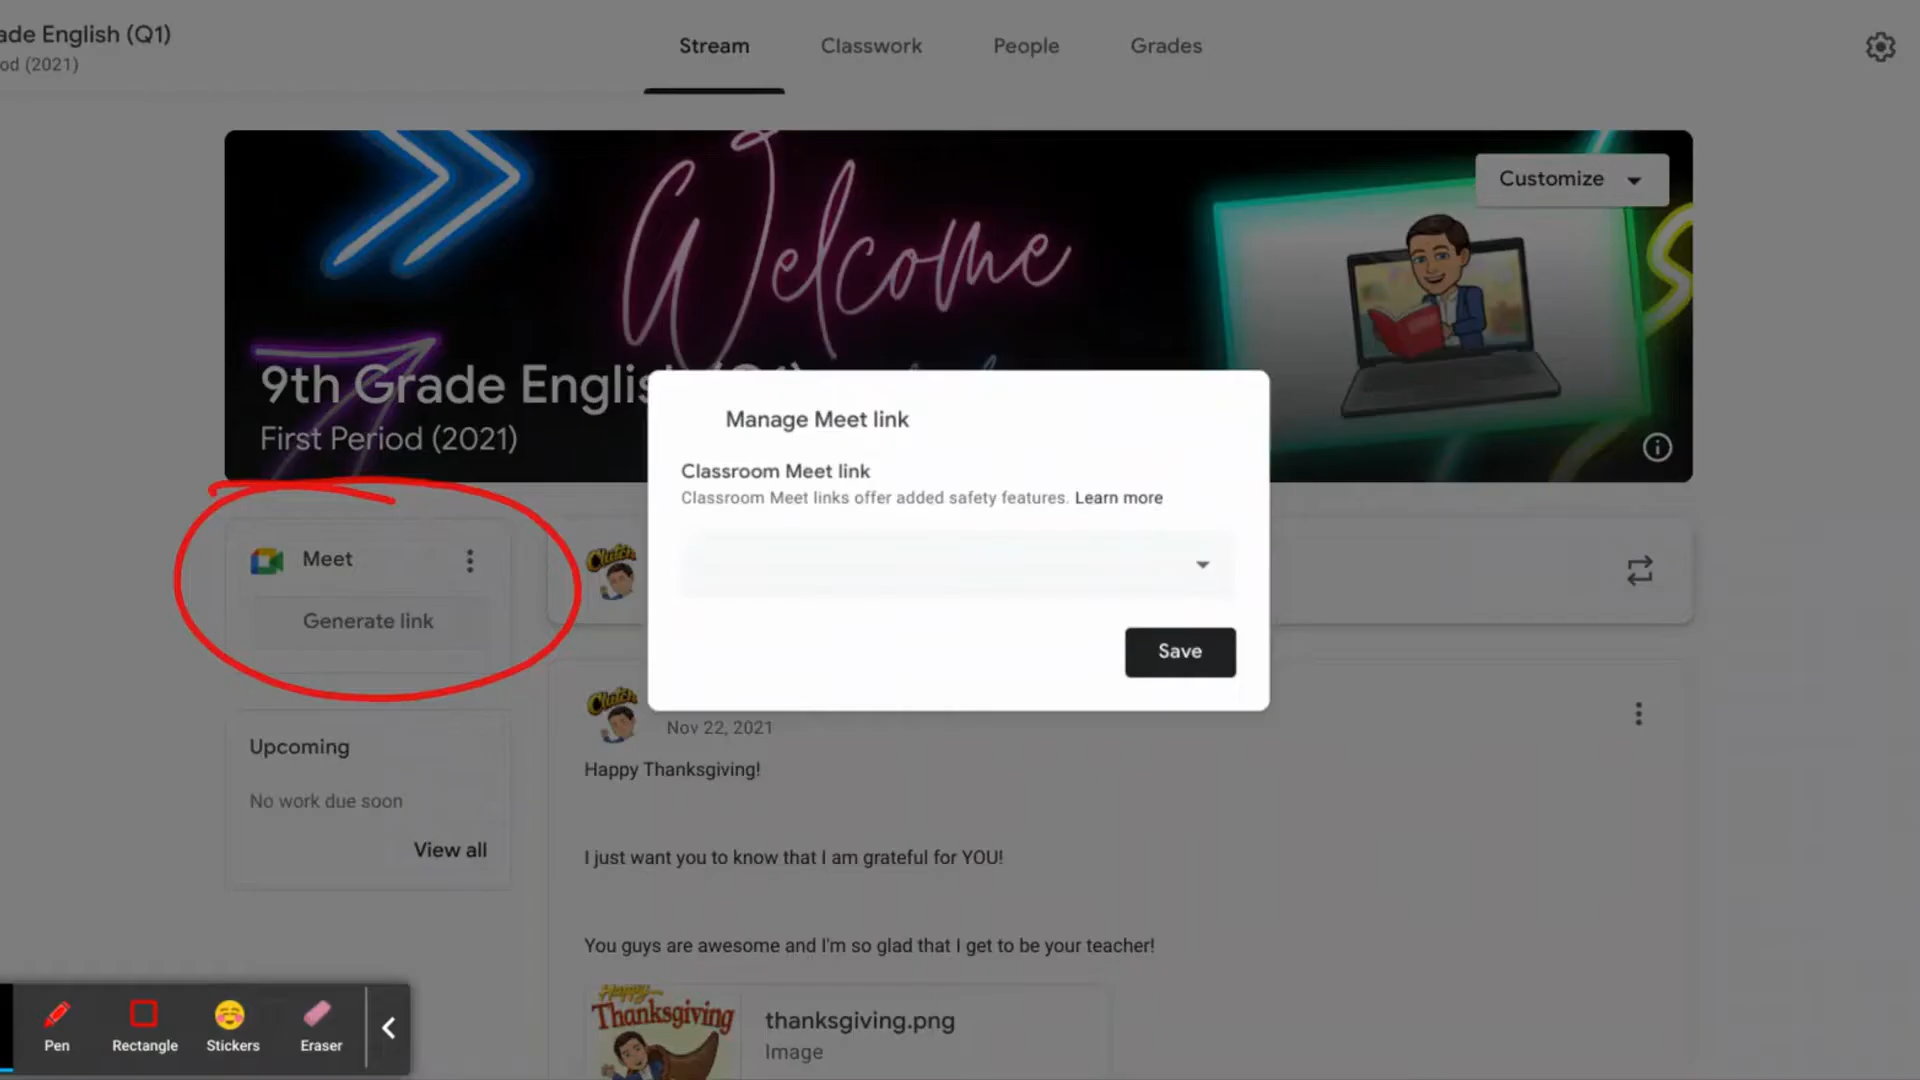 ade English (Q1)
od (2021)
Stream
Classwork
People
Grades
Customize
Welcome
9th Grade English
First Period (2021)
Manage Meet link
Classroom Meet link
Classroom Meet links offer added safety features. Learn more
Save
Meet
Generate link
Clutch
Upcoming
No work due soon
View all
Clutch
Nov 22, 2021
Happy Thanksgiving!
I just want you to know that I am grateful for YOU!
You guys are awesome and I'm so glad that I get to be your teacher!
Happy
Thanksgiving
thanksgiving.png
Image
Pen
Rectangle
Stickers
Eraser